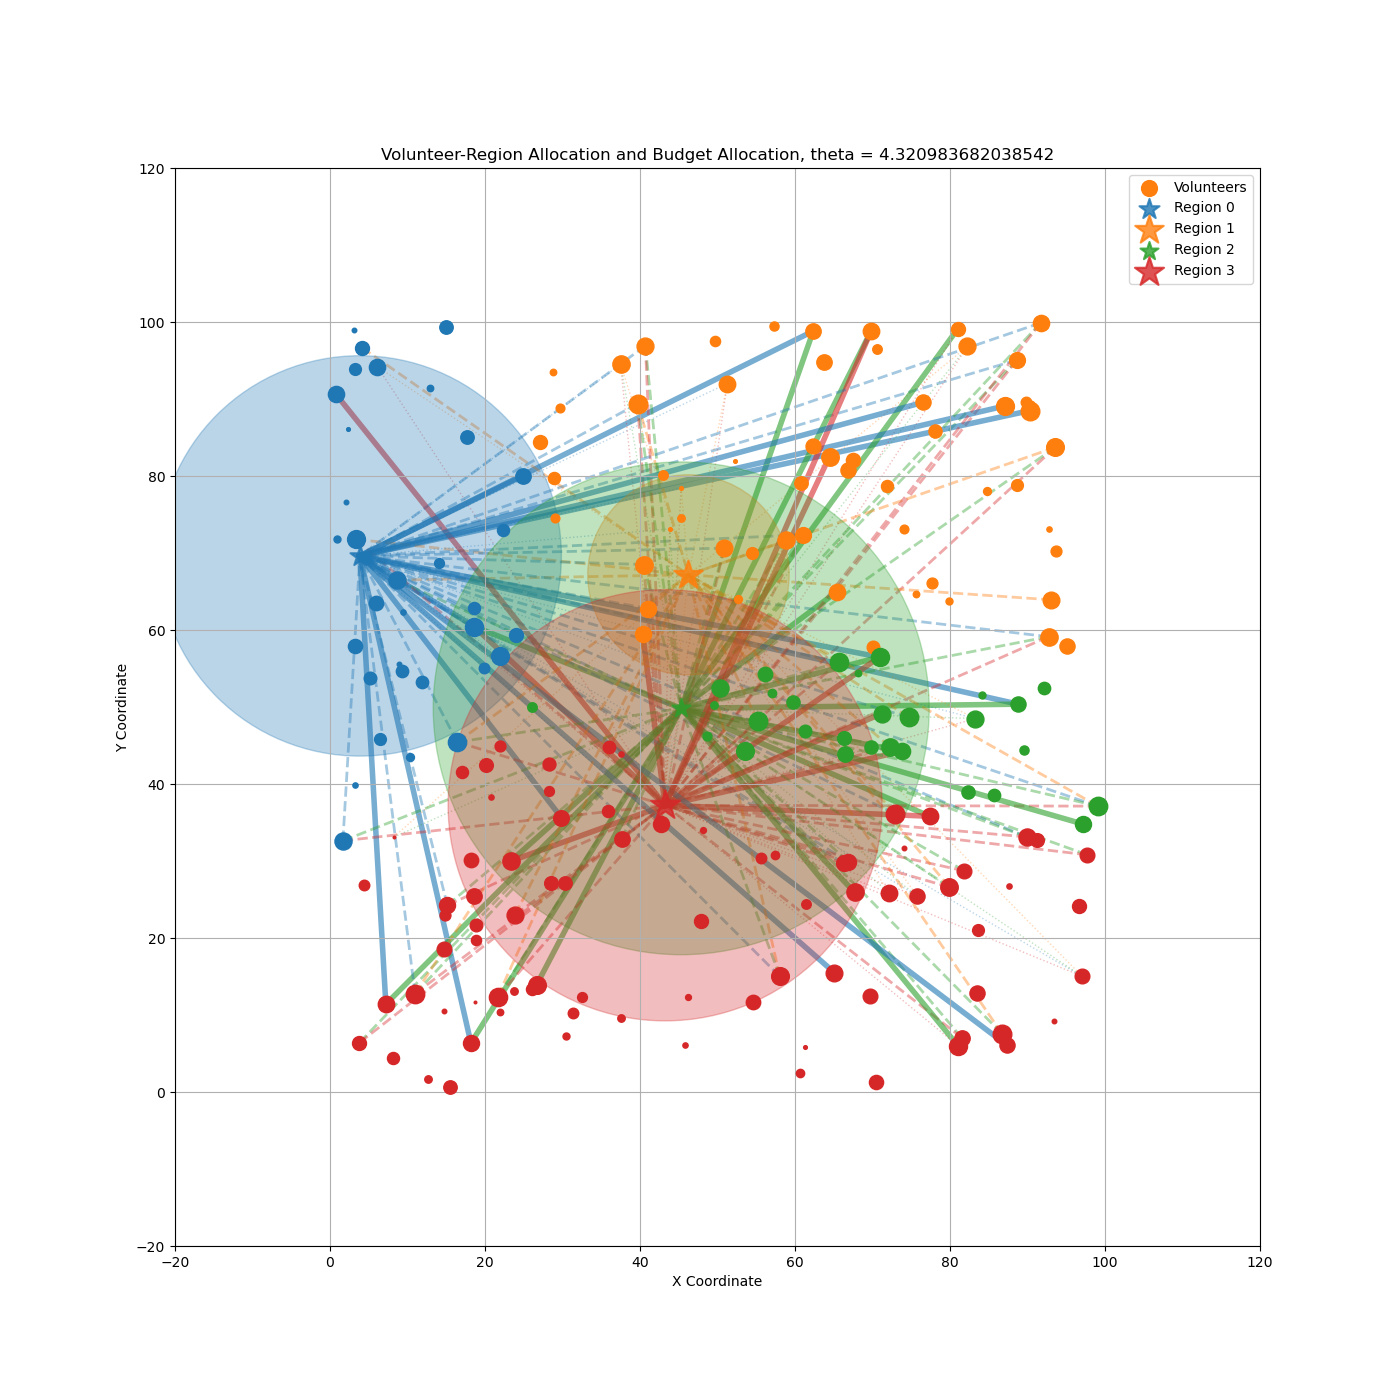 Volunteer-Region Allocation and Budget Allocation, theta = 4.320983682038542
120
100
80
60
40
20
0
−20
Y Coordinate
Volunteers
Region 0
Region 1
Region 2
Region 3
−20 0 20 40 60 80 100 120
X Coordinate